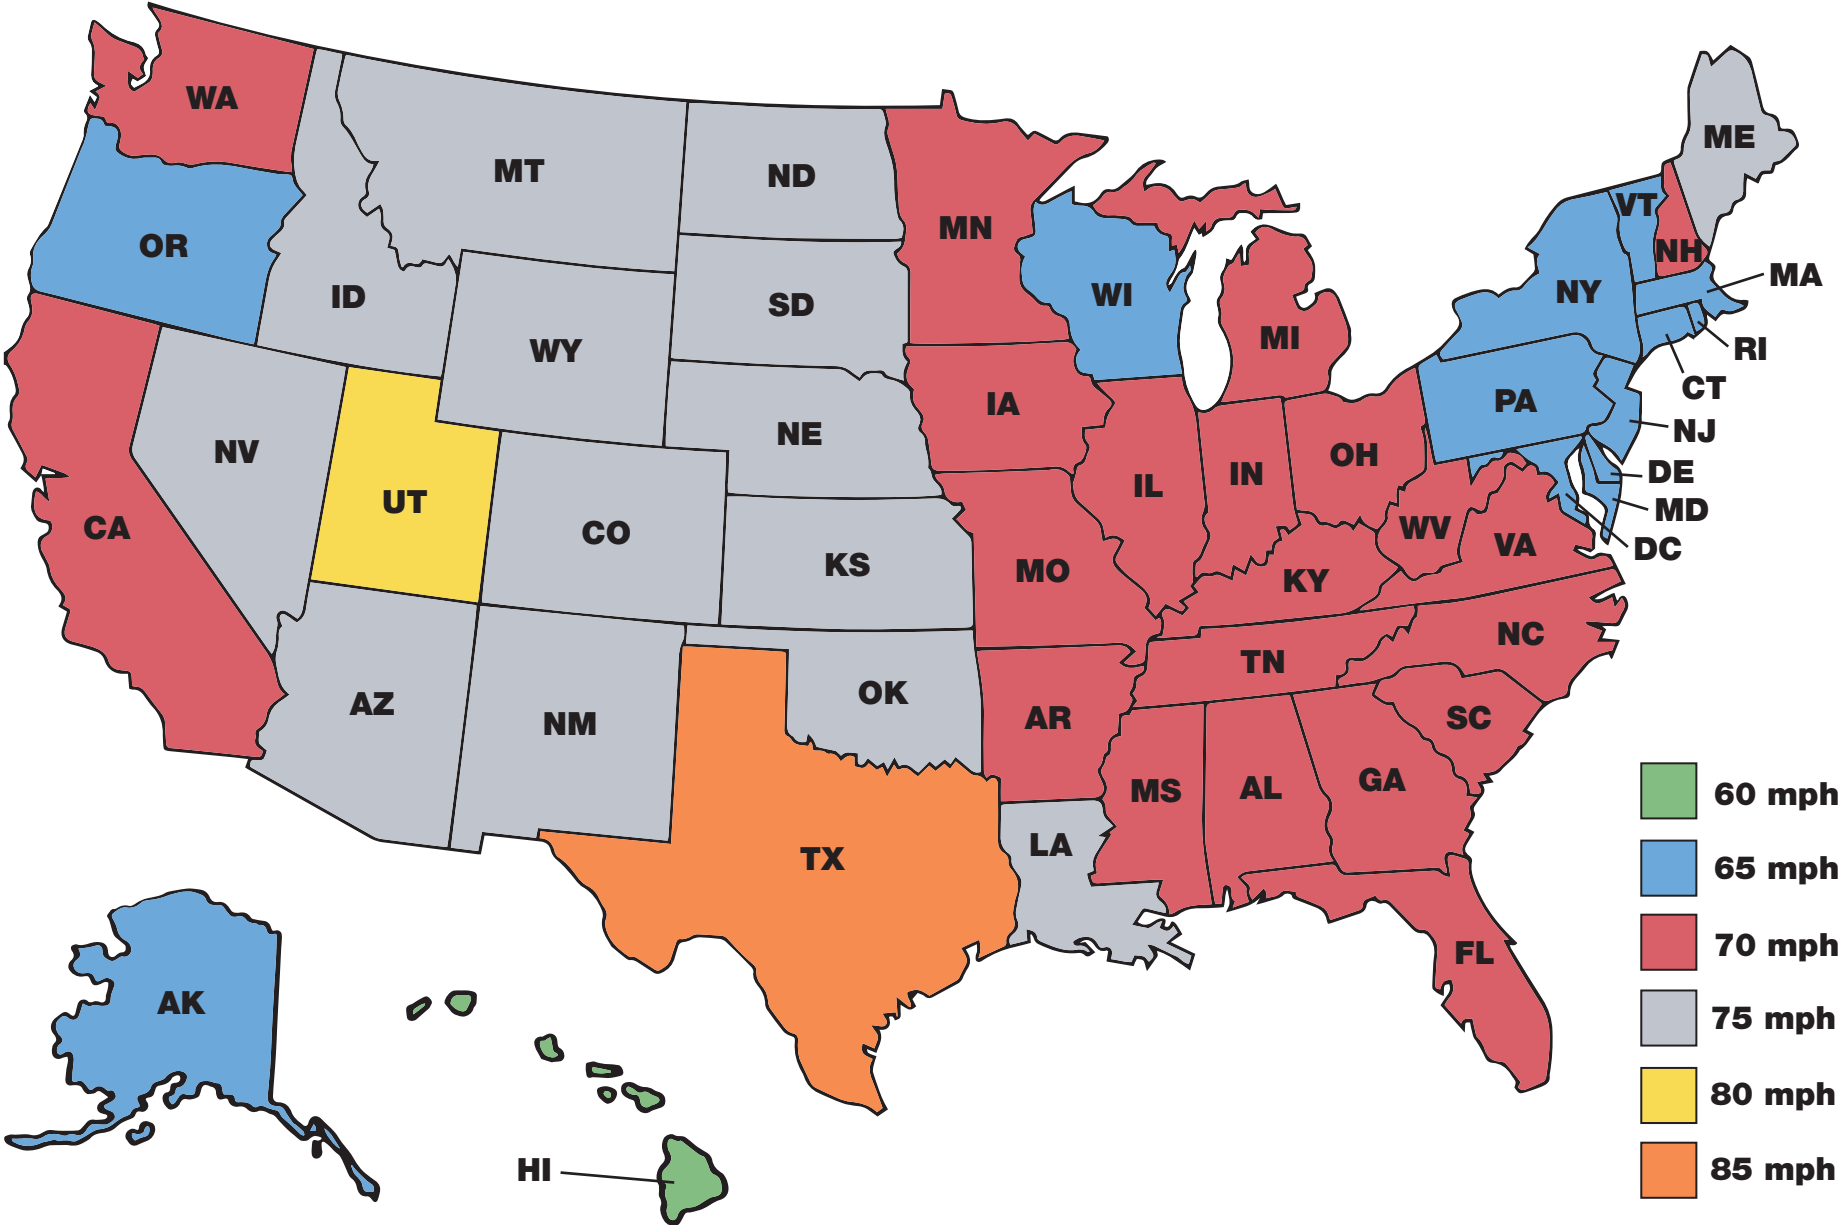 WA
MT
ND
MN
OR
ID
SD
WI
WY
MI
NE
IA
NV
UT
CO
KS
IL
IN
OH
PA
NY
VT
NH
ME
MA
RI
CT
NJ
DE
MD
DC
CA
MO
KY
WV
VA
NC
TN
AZ
NM
OK
AR
SC
MS
AL
GA
TX
LA
FL
AK
HI
60 mph
65 mph
70 mph
75 mph
80 mph
85 mph